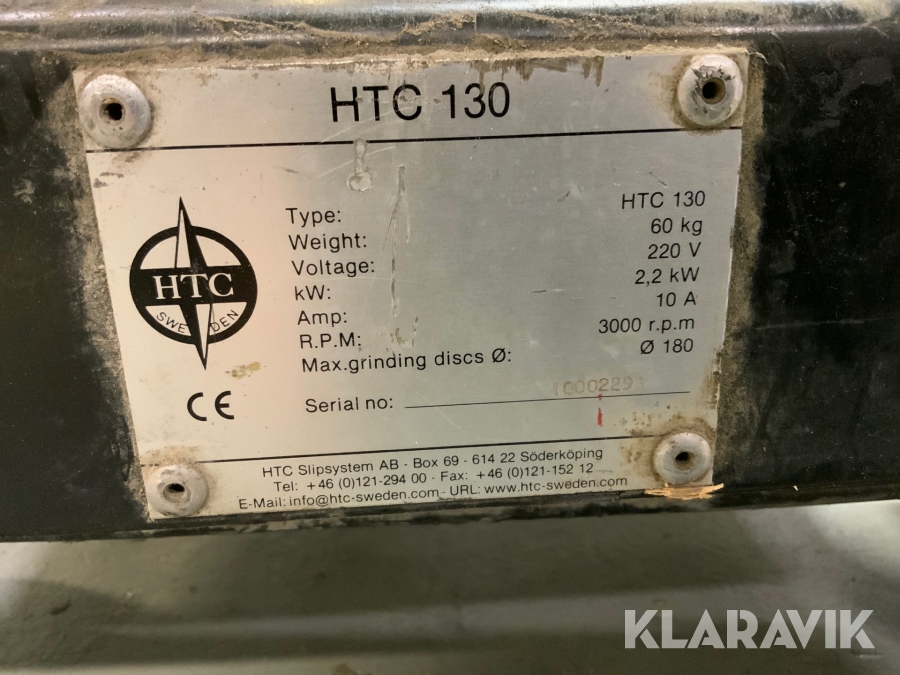 HTC 130
Type: HTC 130
Weight: 60 kg
Voltage: 220 V
kW: 2,2 kW
Amp: 10 A
R.P.M: 3000 r.p.m
Max.grinding discs Ø: Ø 180
HTC
SWEDEN
CE
Serial no:
HTC Slipsystem AB - Box 69 - 614 22 Söderköping
Tel: +46 (0)121-294 00 - Fax: +46 (0)121-152 12
E-Mail: info@htc-sweden.com - URL: www.htc-sweden.com
KLARAVIK